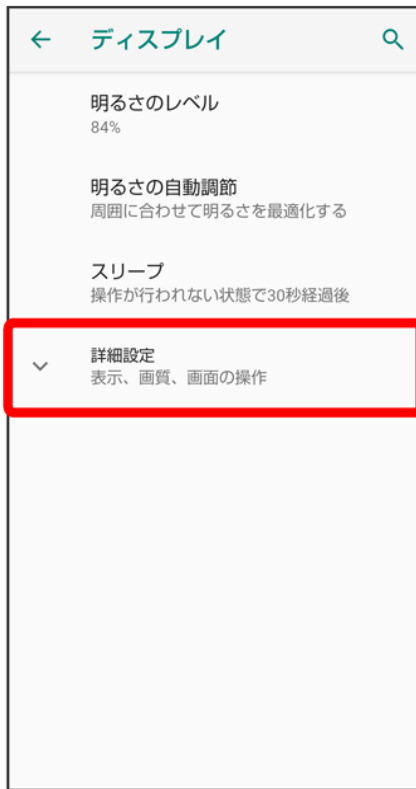 ディスプレイ
明るさのレベル
84%
明るさの自動調節
周囲に合わせて明るさを最適化する
スリープ
操作が行われない状態で30秒経過後
詳細設定
表示、画質、画面の操作